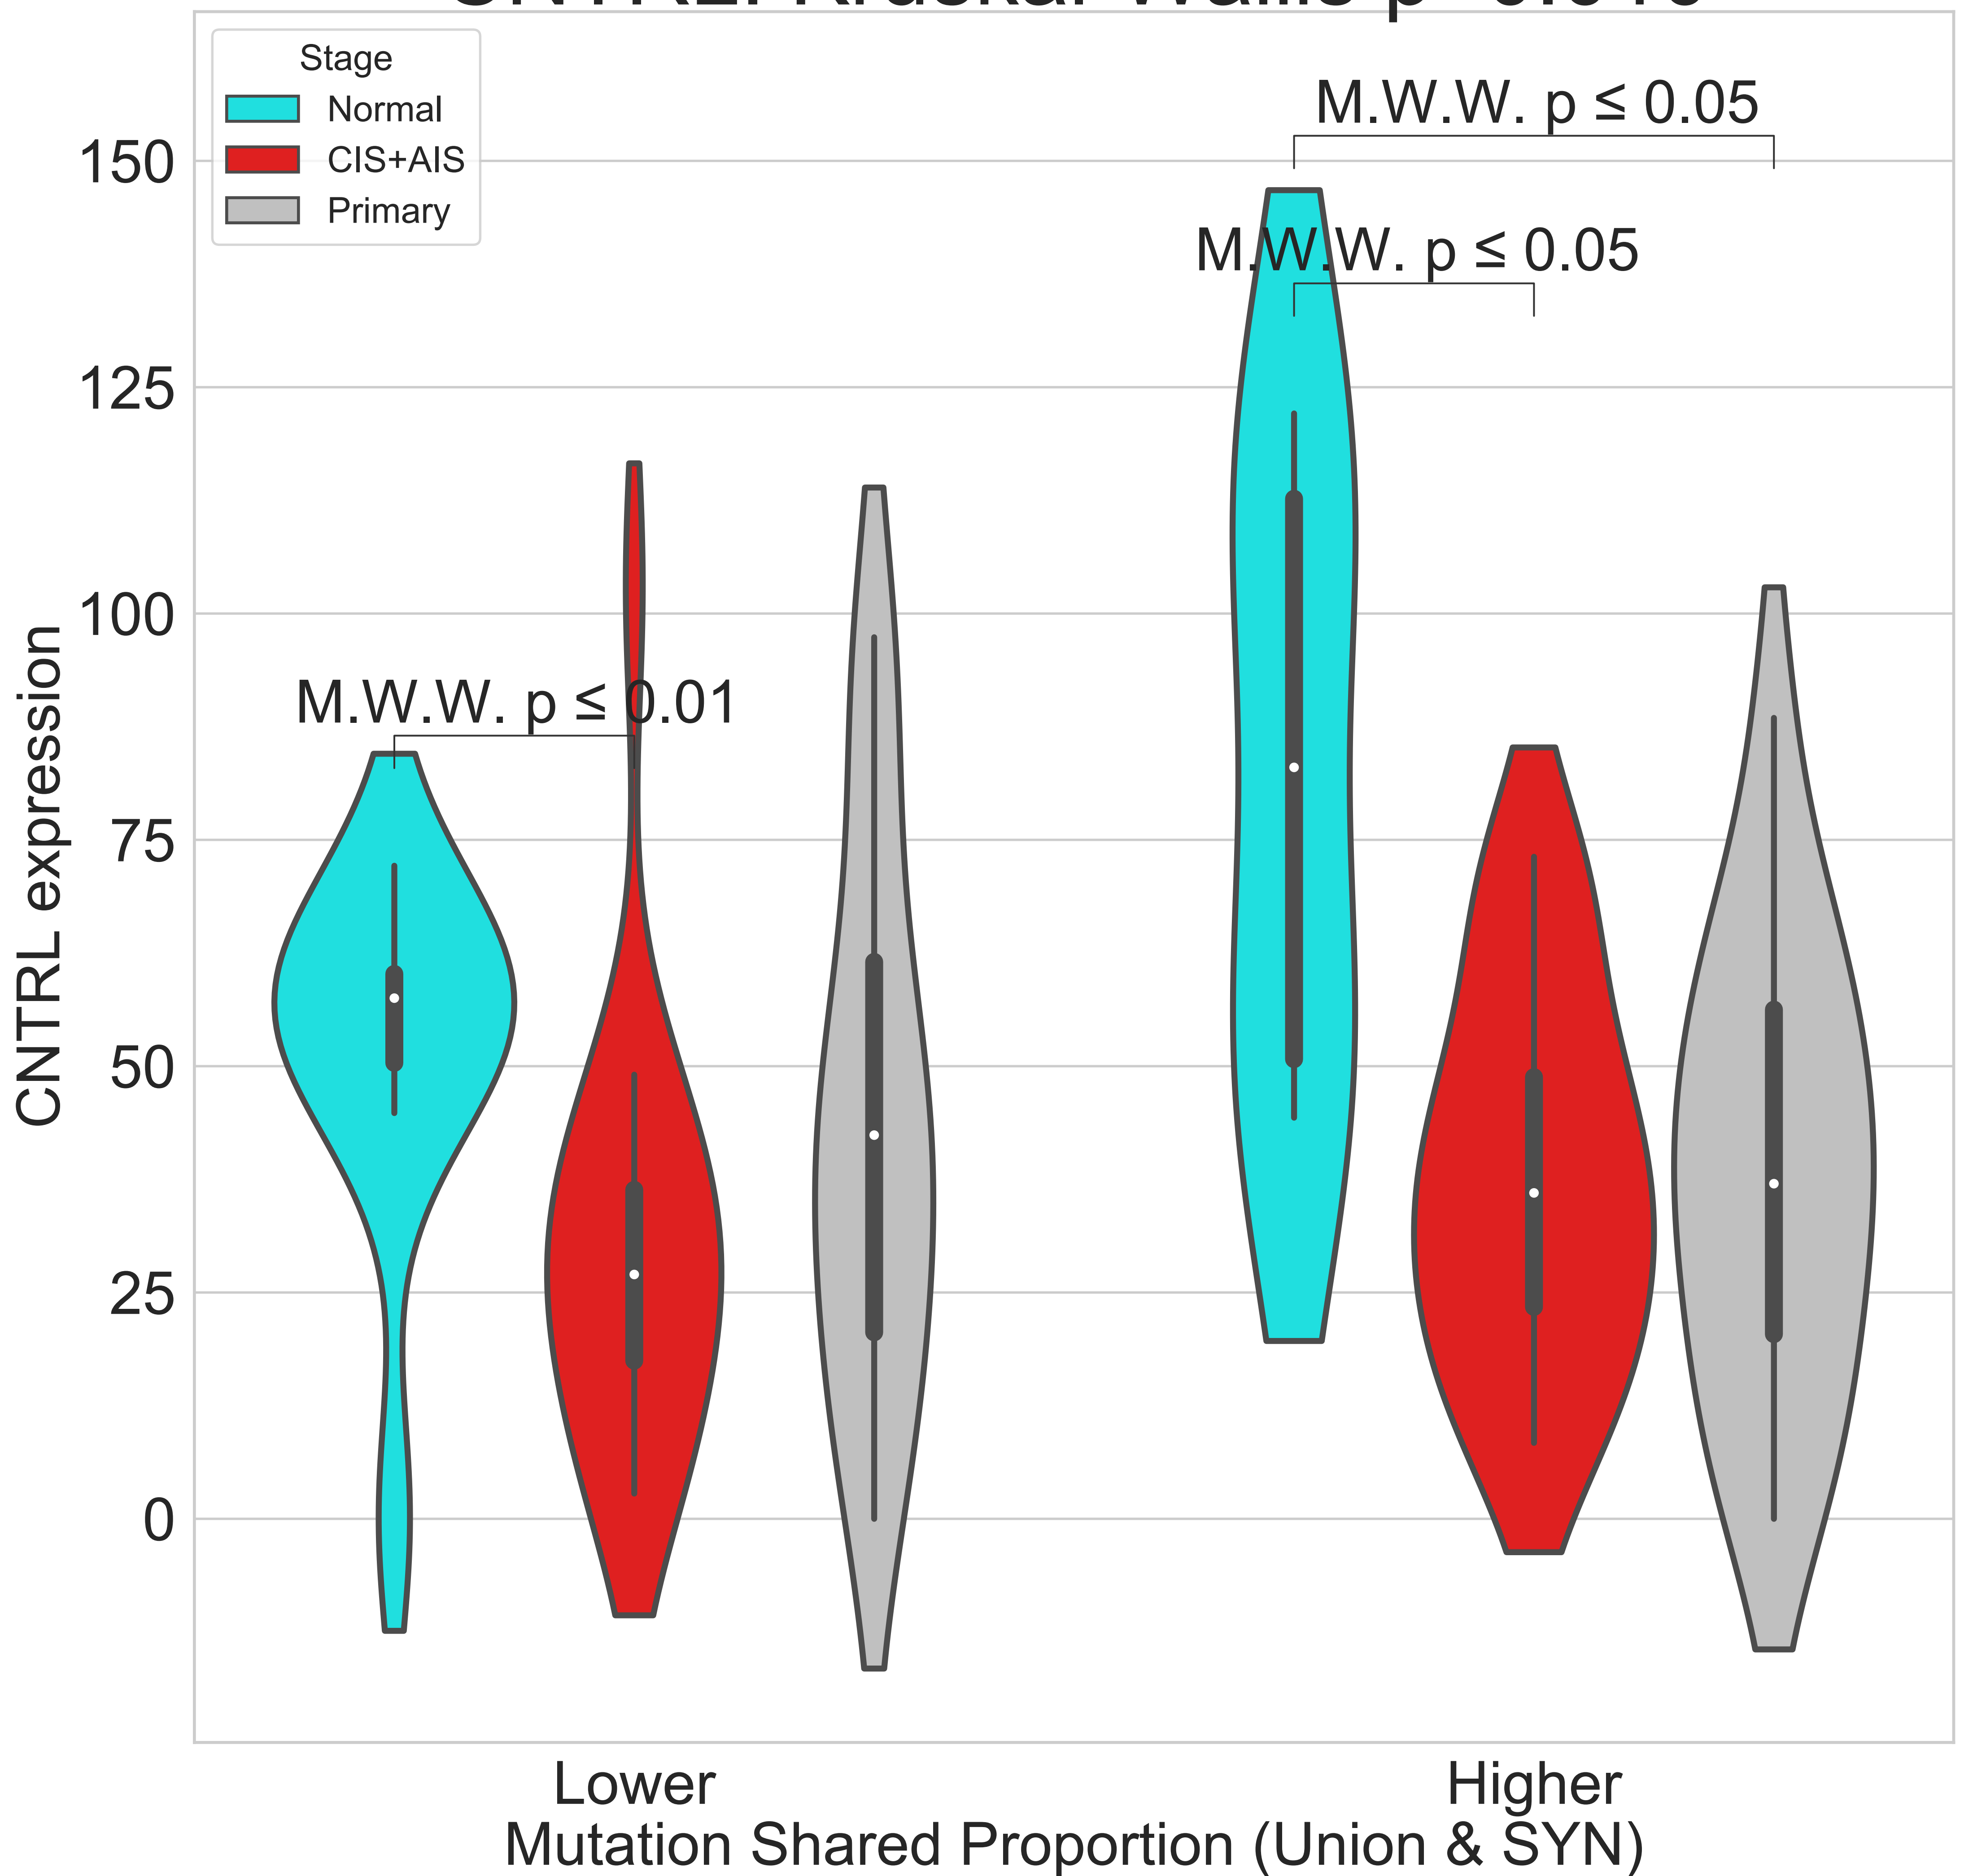 Stage
Normal
CIS+AIS
Primary
M.W.W. p ≤ 0.05
M.W.W. p ≤ 0.05
M.W.W. p ≤ 0.01
150
125
100
75
50
25
0
CNTRL expression
Lower
Higher
Mutation Shared Proportion (Union & SYN)